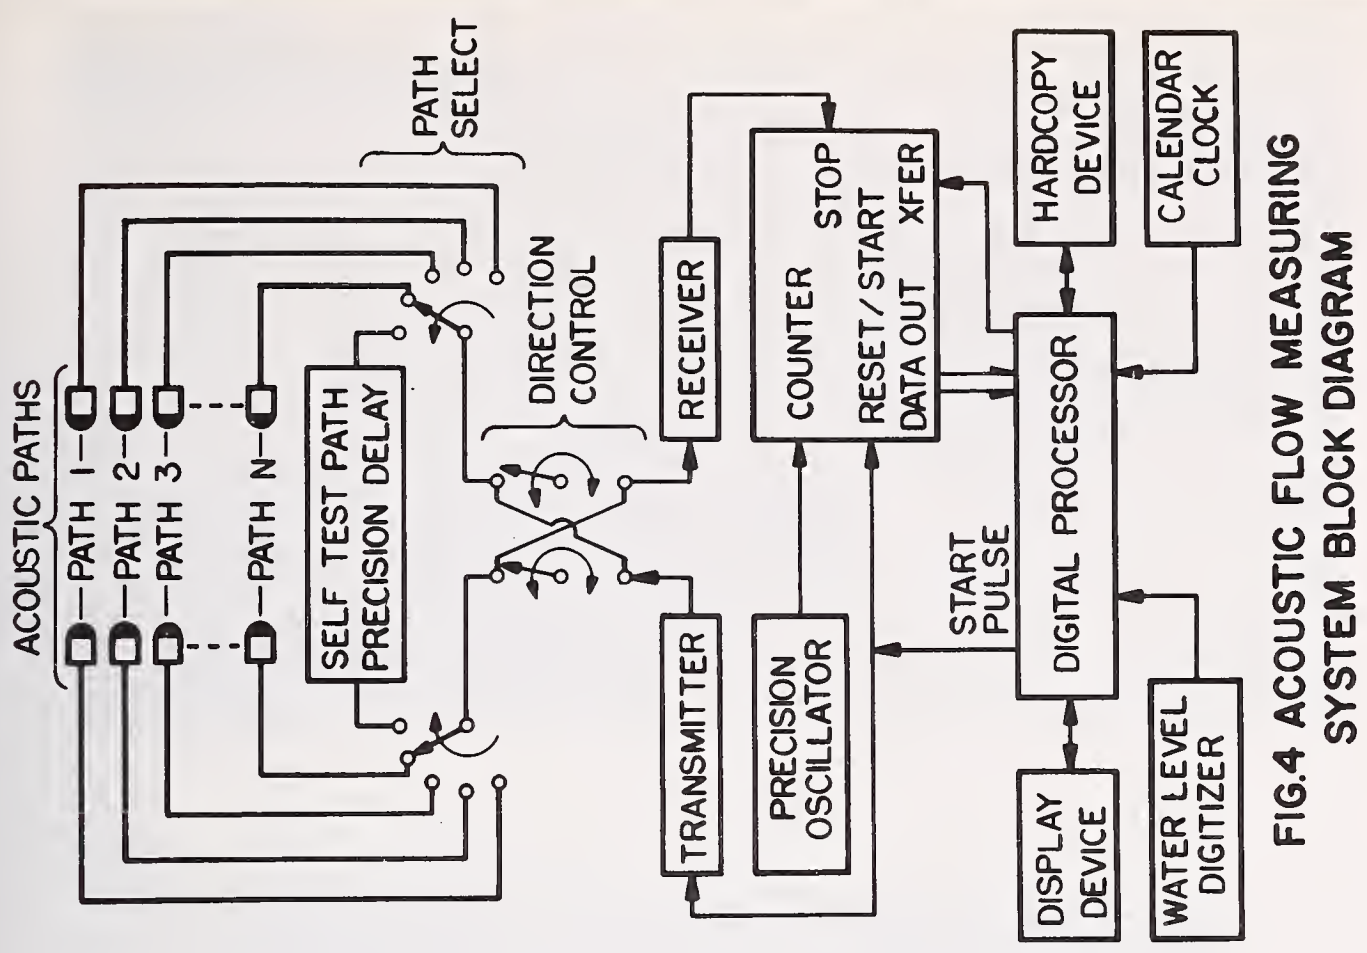 ACOUSTIC PATHS
PATH 1
PATH 2
PATH 3
PATH N
SELF TEST PATH
PRECISION DELAY
PATH
SELECT
DIRECTION
CONTROL
TRANSMITTER
RECEIVER
PRECISION
OSCILLATOR
COUNTER
STOP
RESET/START
DATA OUT XFER
START
PULSE
DISPLAY
DEVICE
DIGITAL PROCESSOR
HARDCOPY
DEVICE
WATER LEVEL
DIGITIZER
CALENDAR
CLOCK
FIG.4 ACOUSTIC FLOW MEASURING
SYSTEM BLOCK DIAGRAM